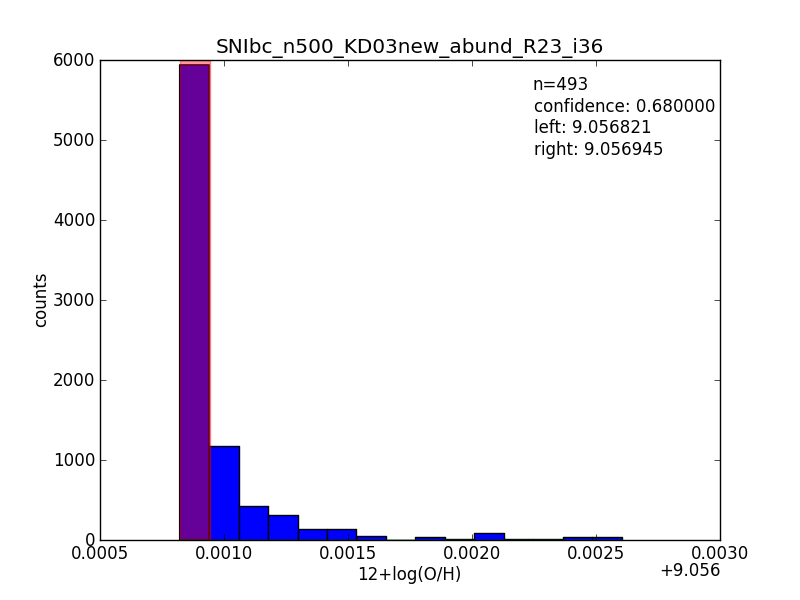 SNIbc_n500_KD03new_abund_R23_i36
n=493
confidence: 0.680000
left: 9.056821
right: 9.056945
6000
5000
4000
3000
2000
1000
0
counts
0.0005 0.0010 0.0015 0.0020 0.0025 0.0030
+9.056
12+log(O/H)